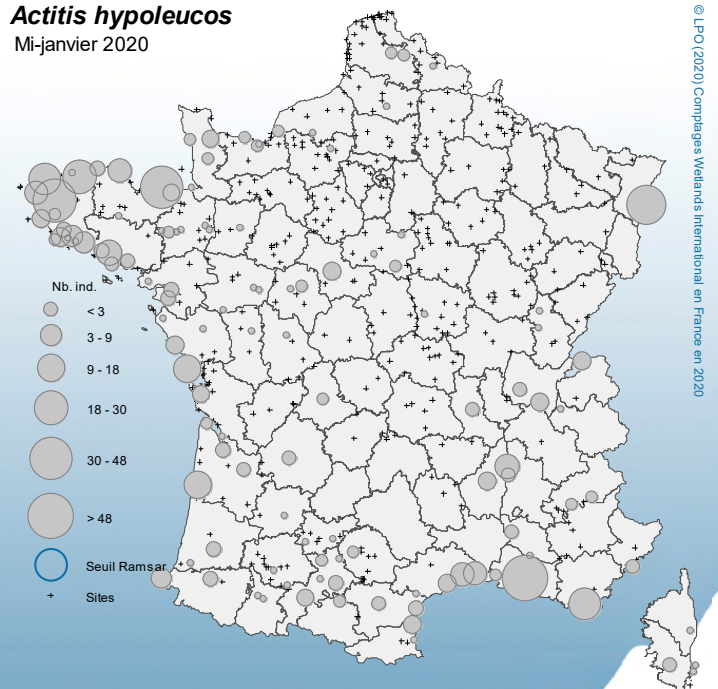 Actitis hypoleucos
Mi-janvier 2020
© LPO (2020) Comptages Wetlands International en France en 2020
Nb. ind.
< 3
3 - 9
9 - 18
18 - 30
30 - 48
> 48
Seuil Ramsar
Sites